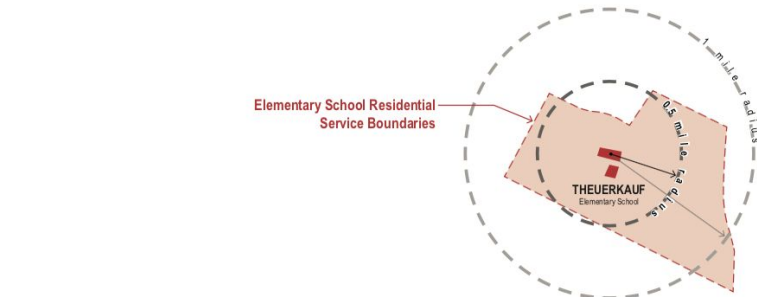 1 mile radius
Elementary School Residential
Service Boundaries
0.5 mile radius
THEUERKAUF
Elementary School